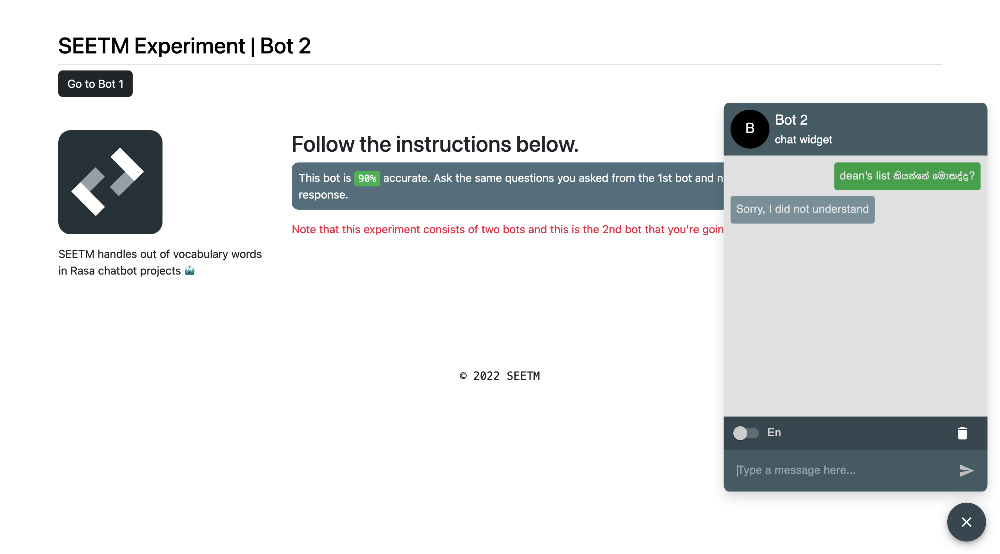 SEETM Experiment | Bot 2
Go to Bot 1
SEETM handles out of vocabulary words
in Rasa chatbot projects 🤖
Follow the instructions below.
This bot is 90% accurate. Ask the same questions you asked from the 1st bot and
response.
Note that this experiment consists of two bots and this is the 2nd bot that you're
© 2022 SEETM
B
Bot 2
chat widget
dean's list කියන්නේ මොකද්ද?
Sorry, I did not understand
En
Type a message here...